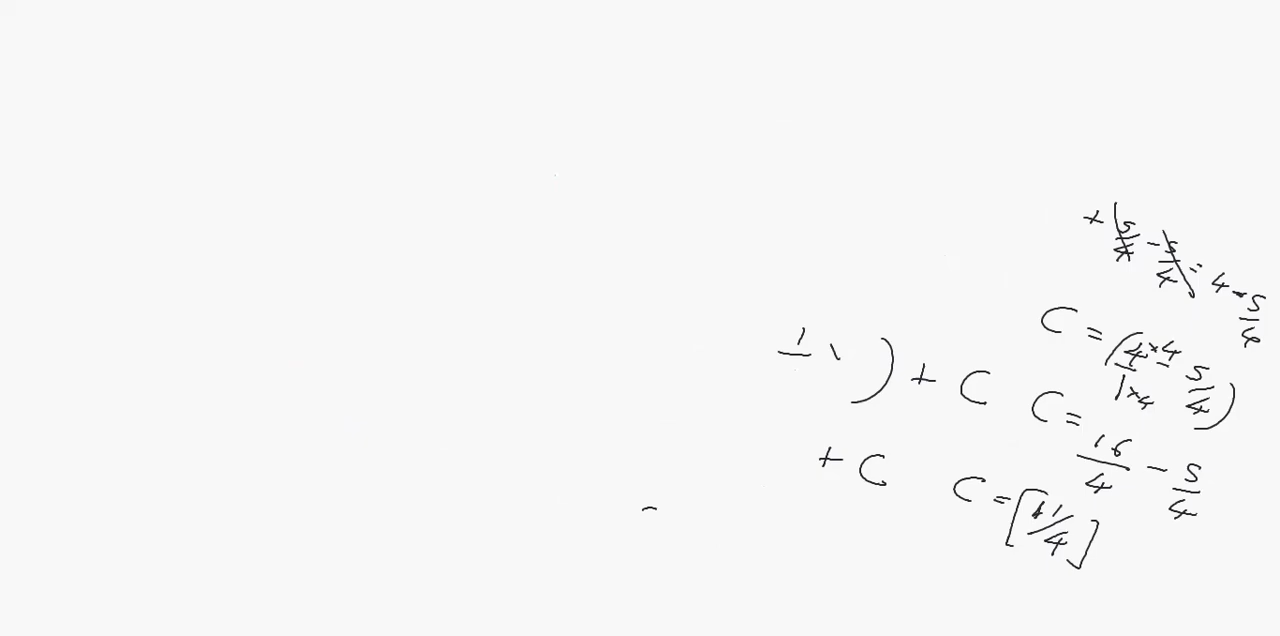 + 5/4 - 5/4 = 4 - 5/4
C = (4×4/1×4 - 5/4)
) + C
C = 16/4 - 5/4
+ C
C = [11/4]